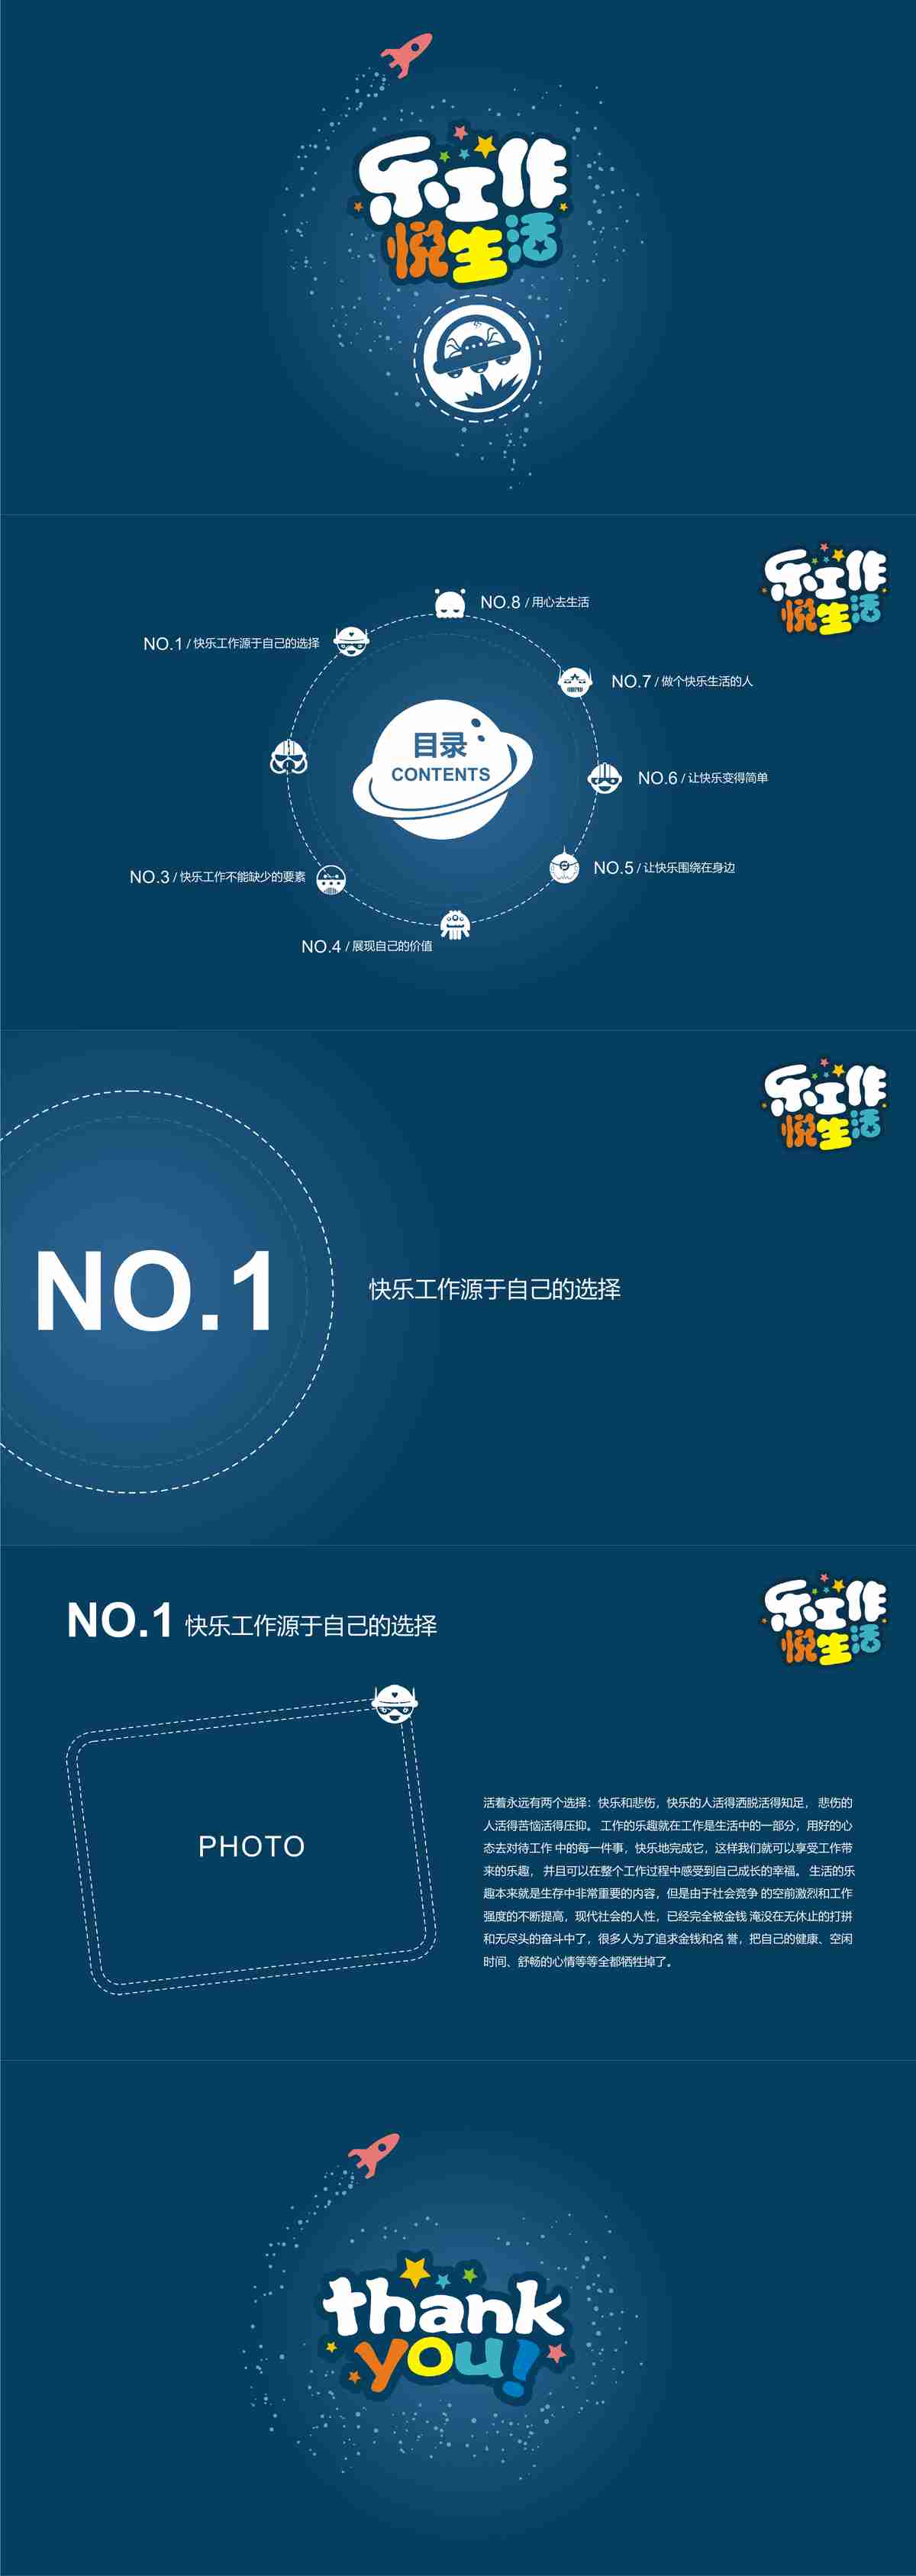 乐工作
悦生活
乐工作
悦生活
NO.8 / 用心去生活
NO.1 / 快乐工作源于自己的选择
NO.7 / 做个快乐生活的人
目录
CONTENTS
NO.6 / 让快乐变得简单
NO.5 / 让快乐围绕在身边
NO.3 / 快乐工作不能缺少的要素
NO.4 / 展现自己的价值
乐工作
悦生活
NO.1
快乐工作源于自己的选择
乐工作
悦生活
NO.1 快乐工作源于自己的选择
PHOTO
活着永远有两个选择：快乐和悲伤，快乐的人活得洒脱活得知足， 悲伤的
人活得苦恼活得压抑。 工作的乐趣就在工作是生活中的一部分，用好的心
态去对待工作 中的每一件事，快乐地完成它，这样我们就可以享受工作带
来的乐趣， 并且可以在整个工作过程中感受到自己成长的幸福。 生活的乐
趣本来就是生存中非常重要的内容，但是由于社会竞争 的空前激烈和工作
强度的不断提高，现代社会的人性，已经完全被金钱 淹没在无休止的打拼
和无尽头的奋斗中了，很多人为了追求金钱和名 誉，把自己的健康、空闲
时间、舒畅的心情等等全都牺牲掉了。
thank
you!